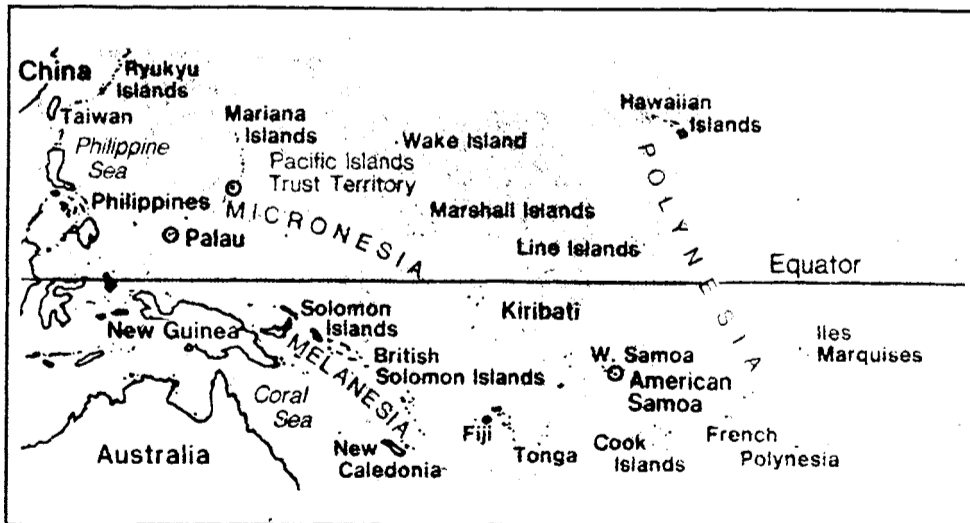 China
Ryukyu
Islands
Taiwan
Philippine
Sea
Philippines
Palau
Mariana
Islands
Pacific Islands
Trust Territory
Wake Island
Hawaiian
Islands
MICRONESIA
Marshall Islands
Line Islands
POLYNESIA
Equator
New Guinea
Solomon
Islands
MELANESIA
British
Solomon Islands
Kiribati
W. Samoa
American
Samoa
Iles
Marquises
Coral
Sea
Australia
New
Caledonia
Fiji
Tonga
Cook
Islands
French
Polynesia